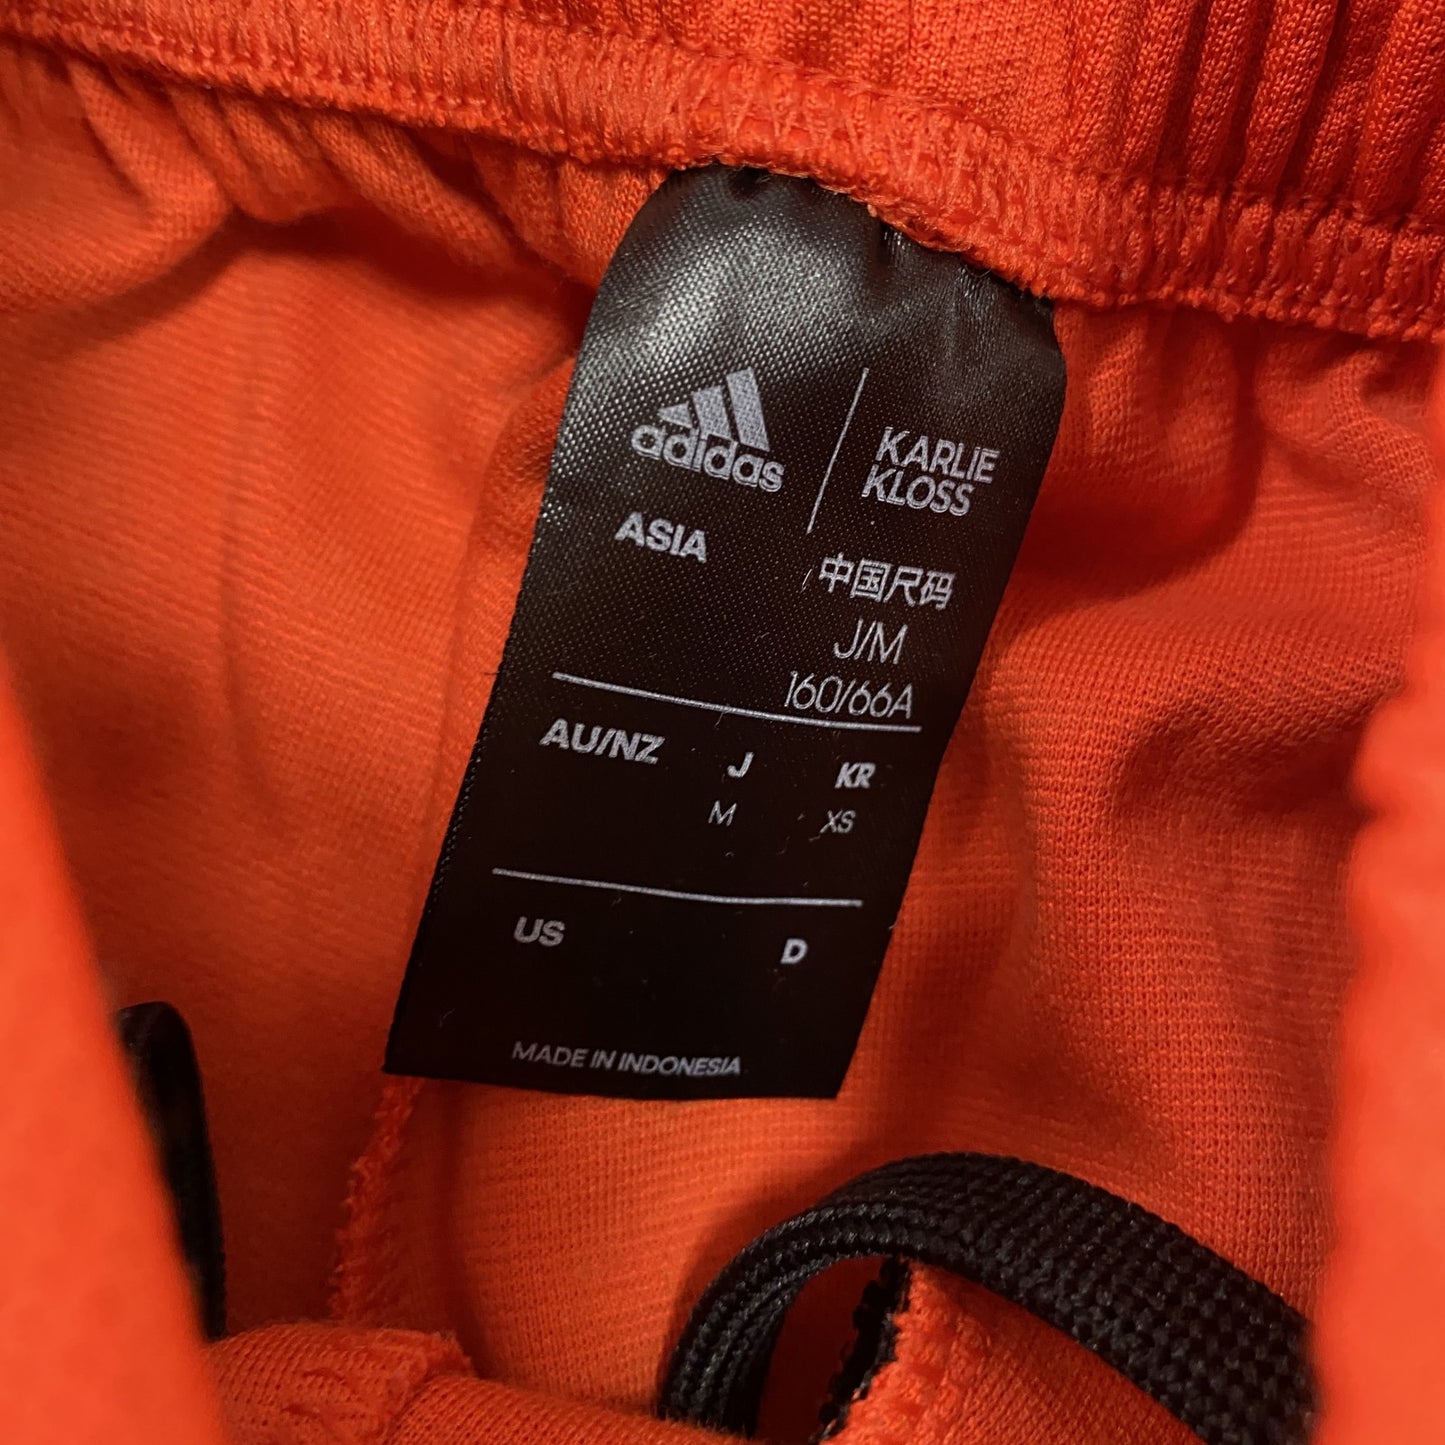 adidas
KARLIE
KLOSS
ASIA
中国尺码
J/M
160/66A
AU/NZ J KR
M XS
US D
MADE IN INDONESIA